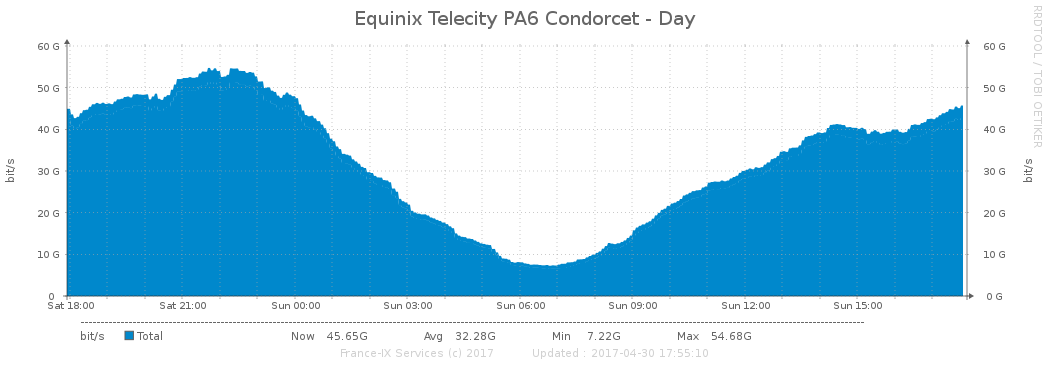 Equinix Telecity PA6 Condorcet - Day
RRDTOOL / TOBI OETIKER
60 G 60 G
50 G 50 G
40 G 40 G
30 G 30 G
20 G 20 G
10 G 10 G
0 0 G
bit/s bit/s
Sat 18:00 Sat 21:00 Sun 00:00 Sun 03:00 Sun 06:00 Sun 09:00 Sun 12:00 Sun 15:00
bit/s Total Now 45.65G Avg 32.28G Min 7.22G Max 54.68G
France-IX Services (c) 2017 Updated : 2017-04-30 17:55:10